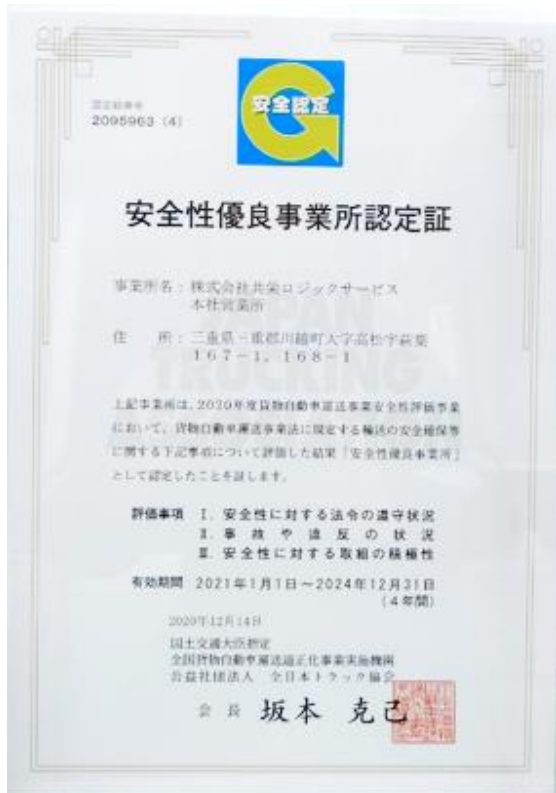 認定証番号
2095963 (4)
安全認定
安全性優良事業所認定証
事業所名：株式会社共栄ロジックサービス
本社営業所
住　所：三重県三重郡川越町大字高松字萩葉
167-1, 168-1
JAPAN
TRUCKING
上記事業所は、2020年度貨物自動車運送事業安全性評価事業
において、貨物自動車運送事業法に規定する輸送の安全確保等
に関する下記事項について評価した結果「安全性優良事業所」
として認定したことを証します。
評価事項　Ⅰ. 安全性に対する法令の遵守状況
Ⅱ. 事故や違反の状況
Ⅲ. 安全性に対する取組の積極性
有効期間　2021年1月1日～2024年12月31日
(4年間)
2020年12月14日
国土交通大臣指定
全国貨物自動車運送適正化事業実施機関
公益社団法人　全日本トラック協会
会長　坂本 克己